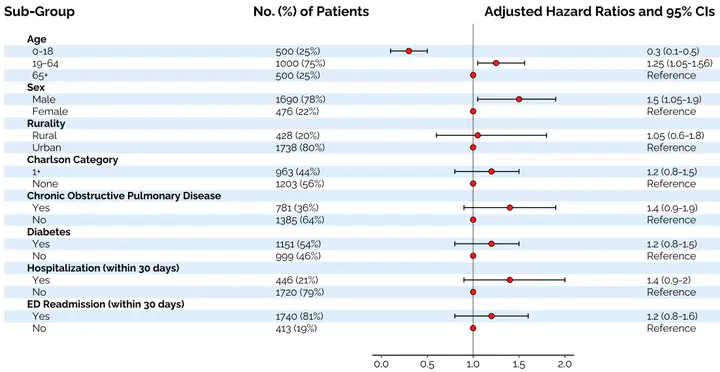 Sub-Group No. (%) of Patients Adjusted Hazard Ratios and 95% CIs
Age
0-18 500 (25%) 0.3 (0.1-0.5)
19-64 1000 (75%) 1.25 (1.05-1.56)
65+ 500 (25%) Reference
Sex
Male 1690 (78%) 1.5 (1.05-1.9)
Female 476 (22%) Reference
Rurality
Rural 428 (20%) 1.05 (0.6-1.8)
Urban 1738 (80%) Reference
Charlson Category
1+ 963 (44%) 1.2 (0.8-1.5)
None 1203 (56%) Reference
Chronic Obstructive Pulmonary Disease
Yes 781 (36%) 1.4 (0.9-1.9)
No 1385 (64%) Reference
Diabetes
Yes 1151 (54%) 1.2 (0.8-1.5)
No 999 (46%) Reference
Hospitalization (within 30 days)
Yes 446 (21%) 1.4 (0.9-2)
No 1720 (79%) Reference
ED Readmission (within 30 days)
Yes 1740 (81%) 1.2 (0.8-1.6)
No 413 (19%) Reference
0.0 0.5 1.0 1.5 2.0